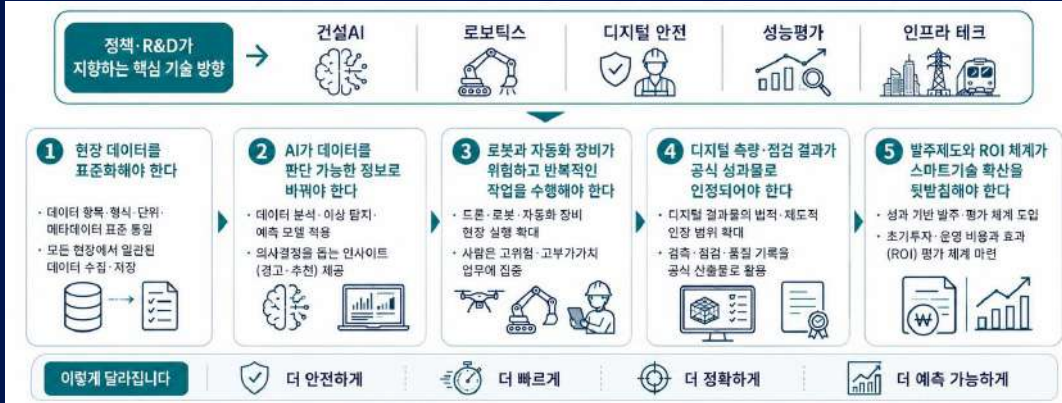 정책·R&D가
지향하는 핵심 기술 방향
건설AI
로보틱스
디지털 안전
성능평가
인프라 테크
1 현장 데이터를
표준화해야 한다
· 데이터 항목·형식·단위·
메타데이터 표준 통일
· 모든 현장에서 일관된
데이터 수집·저장
2 AI가 데이터를
판단 가능한 정보로
바꿔야 한다
· 데이터 분석·이상 탐지·
예측 모델 적용
· 의사결정을 돕는 인사이트
(경고·추천) 제공
3 로봇과 자동화 장비가
위험하고 반복적인
작업을 수행해야 한다
· 드론·로봇·자동화 장비
현장 실행 확대
· 사람은 고위험·고부가가치
업무에 집중
4 디지털 측량·점검 결과가
공식 성과물로
인정되어야 한다
· 디지털 결과물의 법적·제도적
인장 범위 확대
· 검측·점검·품질 기록을
공식 산출물로 활용
5 발주제도와 ROI 체계가
스마트기술 확산을
뒷받침해야 한다
· 성과 기반 발주·평가 체계 도입
· 초기투자·운영 비용과 효과
(ROI) 평가 체계 마련
₩
이렇게 달라집니다
더 안전하게
더 빠르게
더 정확하게
더 예측 가능하게